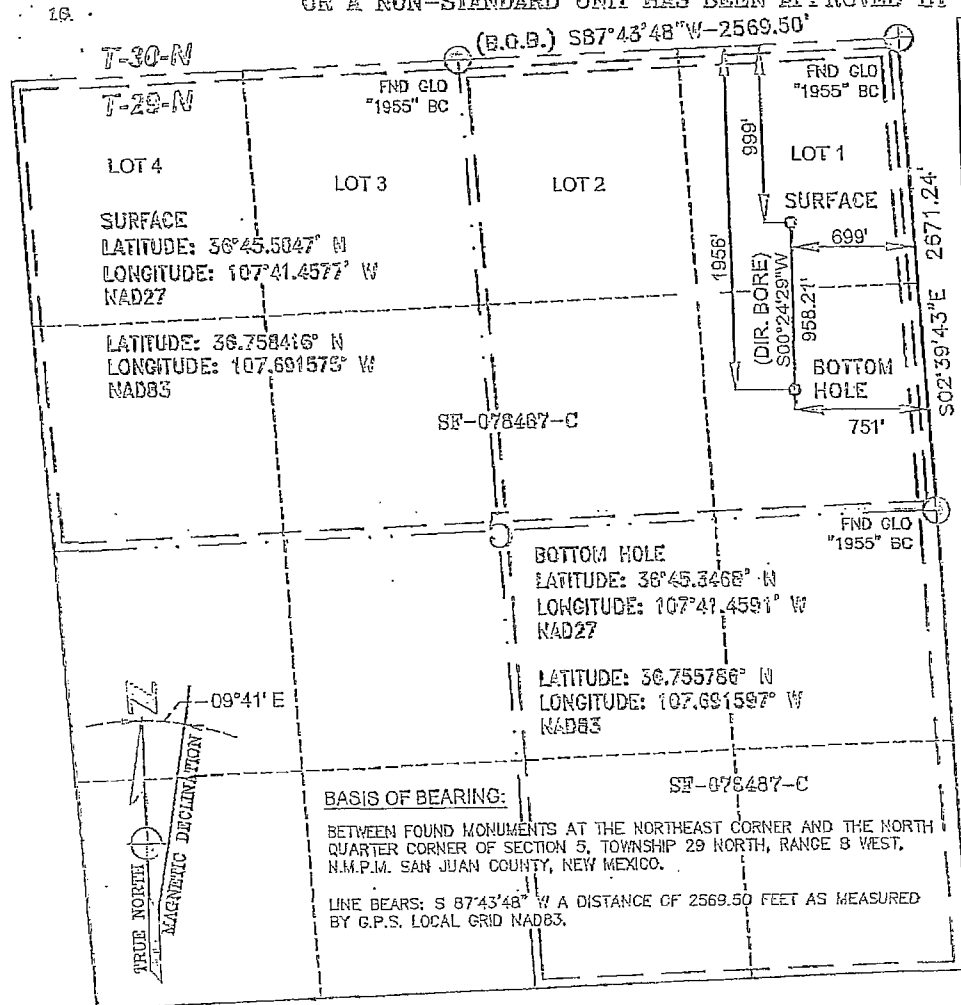 16.
OR A NON-STANDARD UNIT HAS BEEN APPROVED BY
(B.O.B.) S87°43'48"W-2569.50'
T-30-N
T-29-N
FND GLO
"1955" BC
FND GLO
"1955" BC
LOT 4
LOT 3
LOT 2
LOT 1
999'
1956'
SURFACE
699'
(DIR. BORE)
S00°24'29"W
958.21'
BOTTOM
HOLE
751'
S02°39'43"E 2671.24'
SURFACE
LATITUDE: 36°45.5047' N
LONGITUDE: 107°41.4577' W
NAD27
LATITUDE: 36.758416° N
LONGITUDE: 107.691575° W
NAD83
SF-078487-C
5
FND GLO
"1955" BC
BOTTOM HOLE
LATITUDE: 36°45.3468' N
LONGITUDE: 107°41.4591' W
NAD27
LATITUDE: 36.755786° N
LONGITUDE: 107.691597° W
NAD83
SF-078487-C
N
09°41' E
TRUE NORTH
MAGNETIC DECLINATION
BASIS OF BEARING:
BETWEEN FOUND MONUMENTS AT THE NORTHEAST CORNER AND THE NORTH
QUARTER CORNER OF SECTION 5, TOWNSHIP 29 NORTH, RANGE 8 WEST,
N.M.P.M. SAN JUAN COUNTY, NEW MEXICO.
LINE BEARS: S 87°43'48" W A DISTANCE OF 2569.50 FEET AS MEASURED
BY G.P.S. LOCAL GRID NAD83.